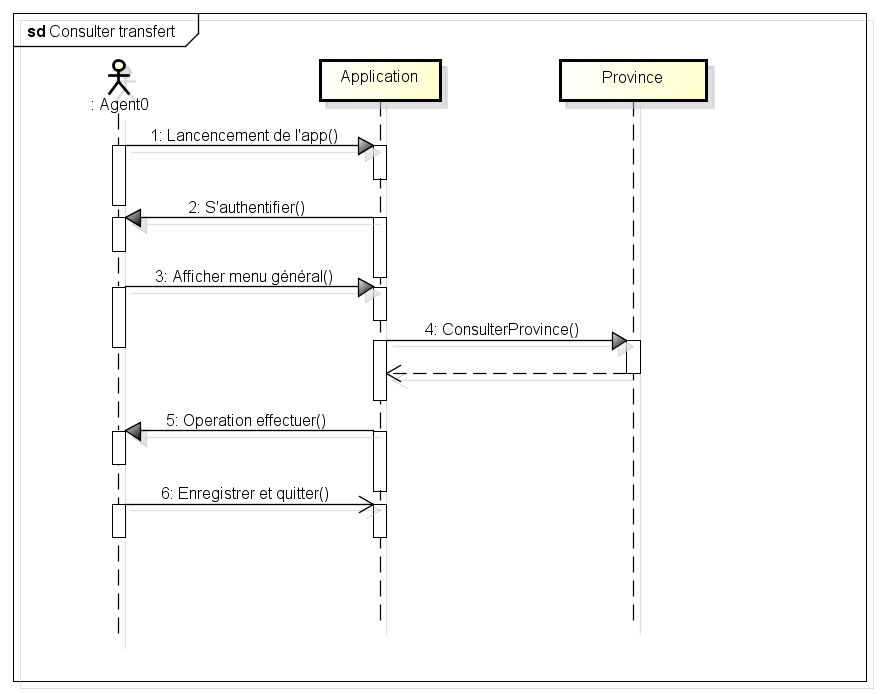 sd Consulter transfert
Application
Province
: Agent0
1: Lancencement de l'app()
2: S'authentifier()
3: Afficher menu général()
4: ConsulterProvince()
5: Operation effectuer()
6: Enregistrer et quitter()